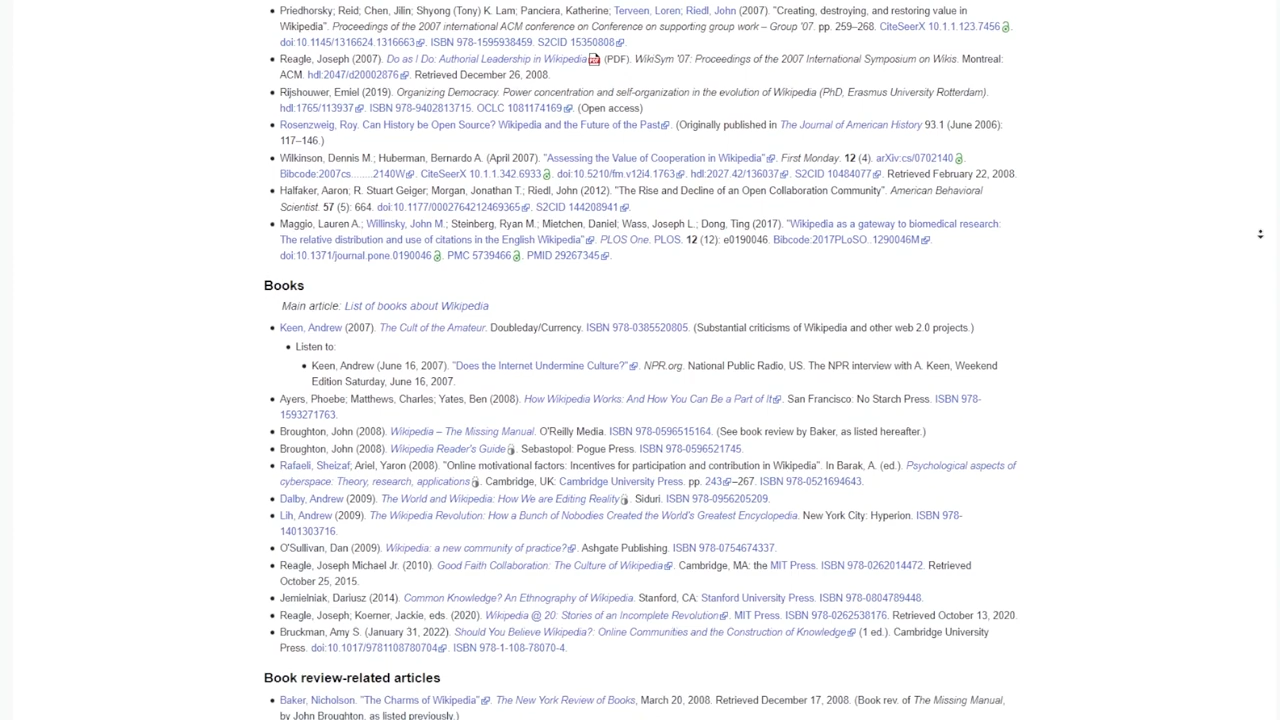 • Priedhorsky; Reid; Chen, Jilin; Shyong (Tony) K. Lam; Panciera, Katherine; Terveen, Loren; Riedl, John (2007). "Creating, destroying, and restoring value in
Wikipedia". Proceedings of the 2007 international ACM conference on Conference on supporting group work – Group '07. pp. 259–268. CiteSeerX 10.1.1.123.7456.
doi:10.1145/1316624.1316663. ISBN 978-1595938459. S2CID 15350808.
• Reagle, Joseph (2007). Do as I Do: Authorial Leadership in Wikipedia (PDF). WikiSym '07: Proceedings of the 2007 International Symposium on Wikis. Montreal:
ACM. hdl:2047/d20002876. Retrieved December 26, 2008.
• Rijshouwer, Emiel (2019). Organizing Democracy. Power concentration and self-organization in the evolution of Wikipedia (PhD, Erasmus University Rotterdam).
hdl:1765/113937. ISBN 978-9402813715. OCLC 1081174169. (Open access)
• Rosenzweig, Roy. Can History be Open Source? Wikipedia and the Future of the Past. (Originally published in The Journal of American History 93.1 (June 2006):
117–146.)
• Wilkinson, Dennis M.; Huberman, Bernardo A. (April 2007). "Assessing the Value of Cooperation in Wikipedia". First Monday. 12 (4). arXiv:cs/0702140.
Bibcode:2007cs........2140W. CiteSeerX 10.1.1.342.6933. doi:10.5210/fm.v12i4.1763. hdl:2027.42/136037. S2CID 10484077. Retrieved February 22, 2008.
• Halfaker, Aaron; R. Stuart Geiger; Morgan, Jonathan T.; Riedl, John (2012). "The Rise and Decline of an Open Collaboration Community". American Behavioral
Scientist. 57 (5): 664. doi:10.1177/0002764212469365. S2CID 144208941.
• Maggio, Lauren A.; Willinsky, John M.; Steinberg, Ryan M.; Mietchen, Daniel; Wass, Joseph L.; Dong, Ting (2017). "Wikipedia as a gateway to biomedical research:
The relative distribution and use of citations in the English Wikipedia". PLOS One. PLOS. 12 (12): e0190046. Bibcode:2017PLoSO..1290046M.
doi:10.1371/journal.pone.0190046. PMC 5739466. PMID 29267345.
Books
Main article: List of books about Wikipedia
• Keen, Andrew (2007). The Cult of the Amateur. Doubleday/Currency. ISBN 978-0385520805. (Substantial criticisms of Wikipedia and other web 2.0 projects.)
• Listen to:
• Keen, Andrew (June 16, 2007). "Does the Internet Undermine Culture?". NPR.org. National Public Radio, US. The NPR interview with A. Keen, Weekend
Edition Saturday, June 16, 2007.
• Ayers, Phoebe; Matthews, Charles; Yates, Ben (2008). How Wikipedia Works: And How You Can Be a Part of It. San Francisco: No Starch Press. ISBN 978-
1593271763.
• Broughton, John (2008). Wikipedia – The Missing Manual. O'Reilly Media. ISBN 978-0596515164. (See book review by Baker, as listed hereafter.)
• Broughton, John (2008). Wikipedia Reader's Guide. Sebastopol: Pogue Press. ISBN 978-0596521745.
• Rafaeli, Sheizaf; Ariel, Yaron (2008). "Online motivational factors: Incentives for participation and contribution in Wikipedia". In Barak, A. (ed.). Psychological aspects of
cyberspace: Theory, research, applications. Cambridge, UK: Cambridge University Press. pp. 243–267. ISBN 978-0521694643.
• Dalby, Andrew (2009). The World and Wikipedia: How We are Editing Reality. Siduri. ISBN 978-0956205209.
• Lih, Andrew (2009). The Wikipedia Revolution: How a Bunch of Nobodies Created the World's Greatest Encyclopedia. New York City: Hyperion. ISBN 978-
1401303716.
• O'Sullivan, Dan (2009). Wikipedia: a new community of practice?. Ashgate Publishing. ISBN 978-0754674337.
• Reagle, Joseph Michael Jr. (2010). Good Faith Collaboration: The Culture of Wikipedia. Cambridge, MA: the MIT Press. ISBN 978-0262014472. Retrieved
October 25, 2015.
• Jemielniak, Dariusz (2014). Common Knowledge? An Ethnography of Wikipedia. Stanford, CA: Stanford University Press. ISBN 978-0804789448.
• Reagle, Joseph; Koerner, Jackie, eds. (2020). Wikipedia @ 20: Stories of an Incomplete Revolution. MIT Press. ISBN 978-0262538176. Retrieved October 13, 2020.
• Bruckman, Amy S. (January 31, 2022). Should You Believe Wikipedia?: Online Communities and the Construction of Knowledge (1 ed.). Cambridge University
Press. doi:10.1017/9781108780704. ISBN 978-1-108-78070-4.
Book review-related articles
• Baker, Nicholson. "The Charms of Wikipedia". The New York Review of Books, March 20, 2008. Retrieved December 17, 2008. (Book rev. of The Missing Manual,
by John Broughton, as listed previously.)